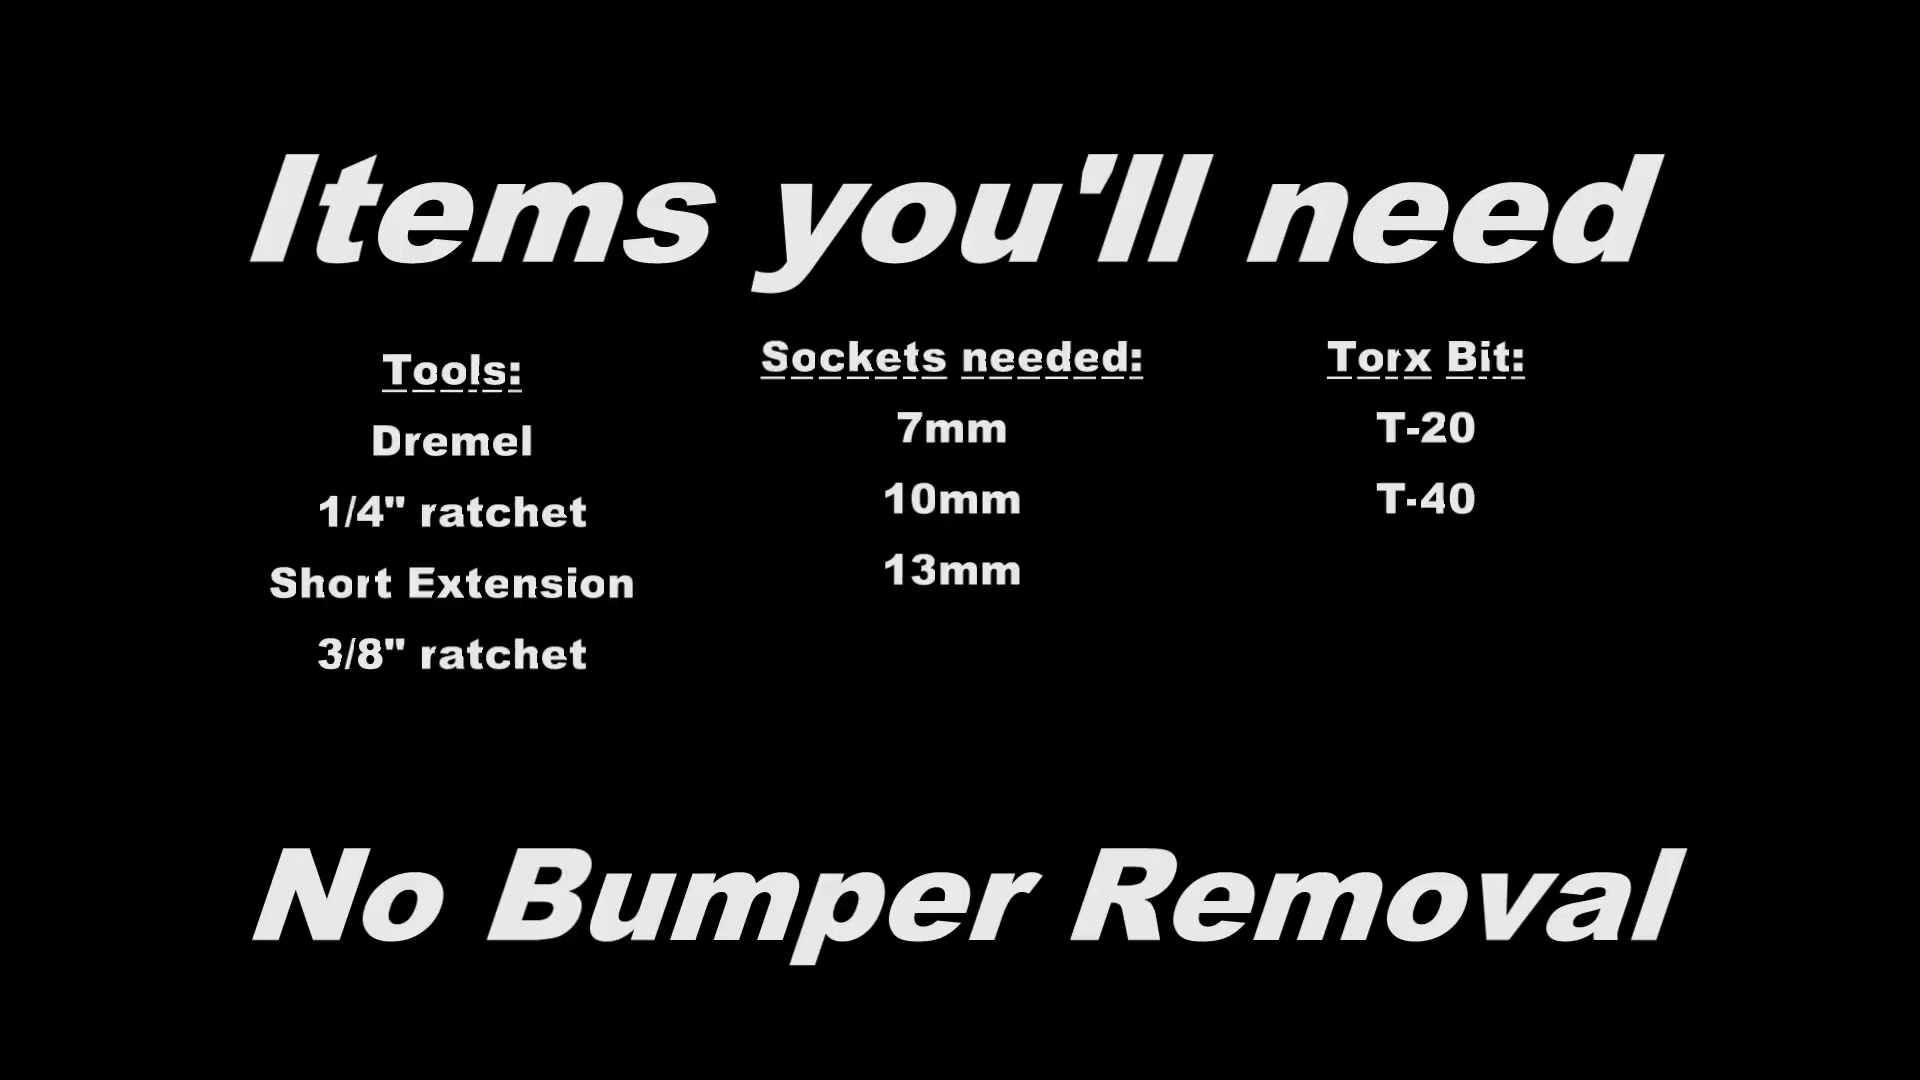 Items you'll need
Tools:
Dremel
1/4" ratchet
Short Extension
3/8" ratchet
Sockets needed:
7mm
10mm
13mm
Torx Bit:
T-20
T-40
No Bumper Removal